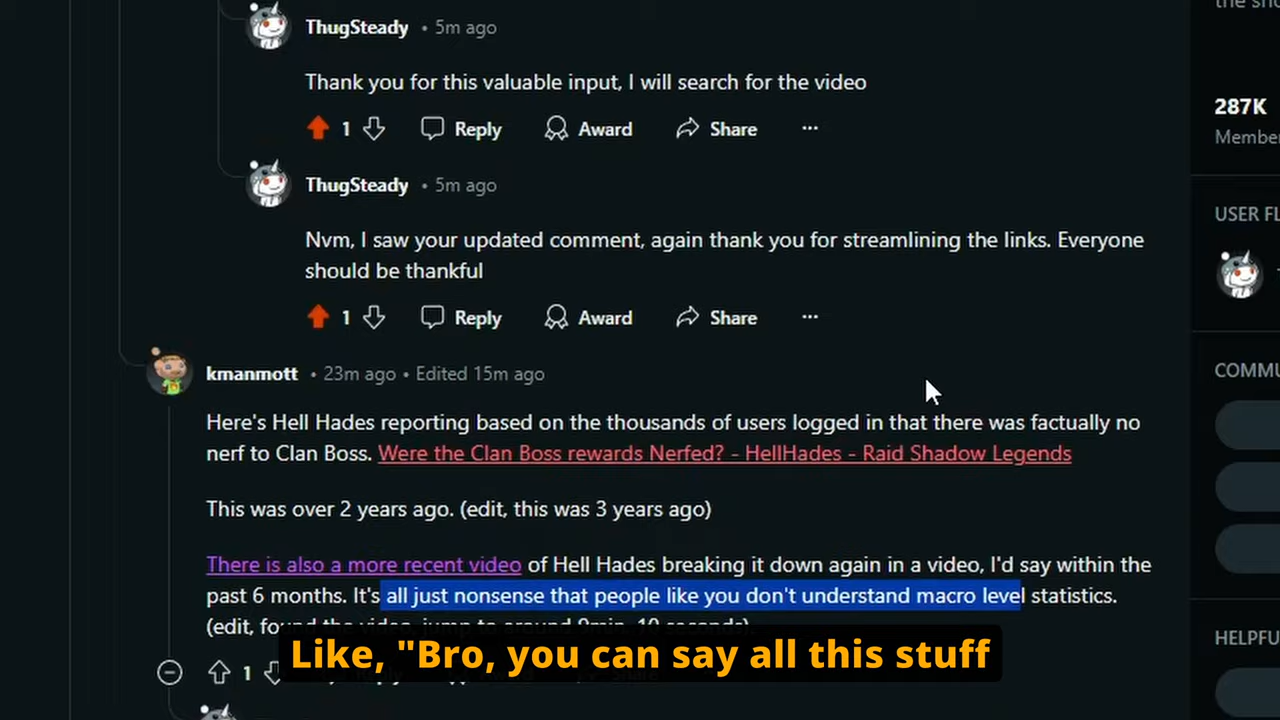 the sho
ThugSteady • 5m ago
Thank you for this valuable input, I will search for the video
1 Reply Award Share ...
287K
Membe
ThugSteady • 5m ago
USER FL
Nvm, I saw your updated comment, again thank you for streamlining the links. Everyone
should be thankful
1 Reply Award Share ...
kmanmott • 23m ago • Edited 15m ago
COMMU
Here's Hell Hades reporting based on the thousands of users logged in that there was factually no
nerf to Clan Boss. Were the Clan Boss rewards Nerfed? - HellHades - Raid Shadow Legends
This was over 2 years ago. (edit, this was 3 years ago)
There is also a more recent video of Hell Hades breaking it down again in a video, I'd say within the
past 6 months. It's all just nonsense that people like you don't understand macro level statistics.
(edit, found the video, jump to around 9min, 10 seconds)
HELPFU
Like, "Bro, you can say all this stuff
1